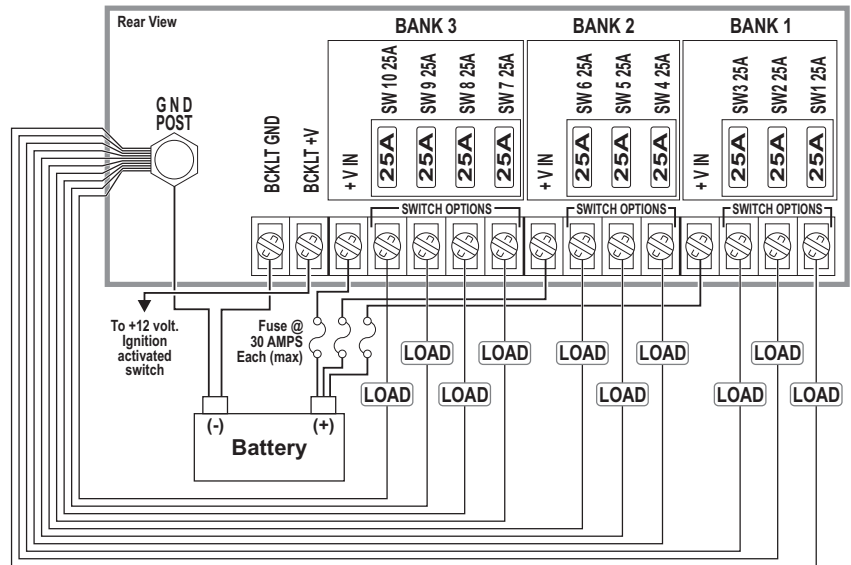 Rear View
BANK 3
BANK 2
BANK 1
GND
POST
BCKLT GND
BCKLT +V
+ V IN
SW 10 25A
SW 9 25A
SW 8 25A
SW 7 25A
+ V IN
SW 6 25A
SW 5 25A
SW 4 25A
+ V IN
SW3 25A
SW2 25A
SW1 25A
25A
25A
25A
25A
25A
25A
25A
25A
25A
25A
SWITCH OPTIONS
SWITCH OPTIONS
SWITCH OPTIONS
To +12 volt.
Ignition
activated
switch
Fuse @
30 AMPS
Each (max)
LOAD
LOAD
LOAD
LOAD
LOAD
LOAD
LOAD
LOAD
LOAD
LOAD
(-)
(+)
Battery